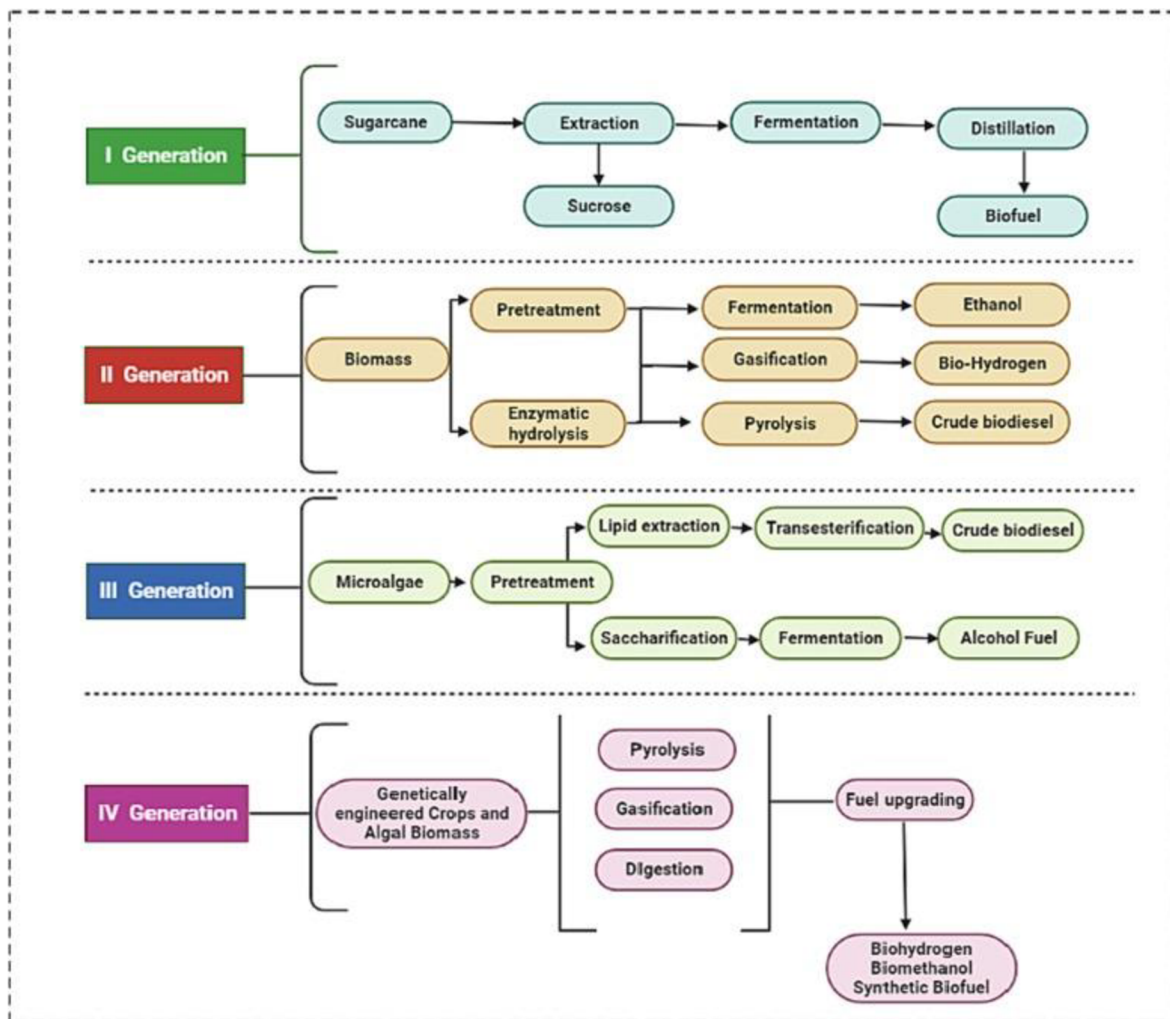 I Generation
Sugarcane
Extraction
Fermentation
Distillation
Sucrose
Biofuel
II Generation
Biomass
Pretreatment
Enzymatic
hydrolysis
Fermentation
Ethanol
Gasification
Bio-Hydrogen
Pyrolysis
Crude biodiesel
III Generation
Microalgae
Pretreatment
Lipid extraction
Transesterification
Crude biodiesel
Saccharification
Fermentation
Alcohol Fuel
IV Generation
Genetically
engineered Crops and
Algal Biomass
Pyrolysis
Gasification
DIgestion
Fuel upgrading
Biohydrogen
Biomethanol
Synthetic Biofuel